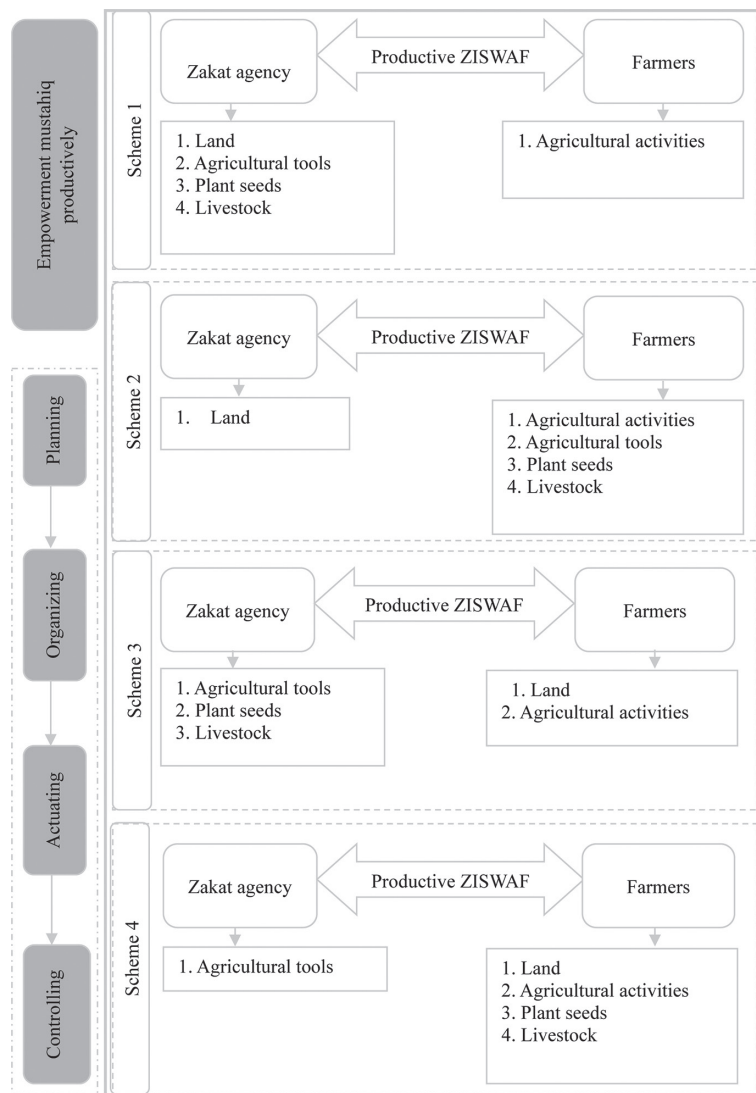 Empowerment mustahiq
productively
Planning
Organizing
Actuating
Controlling
Scheme 1
Zakat agency
Productive ZISWAF
Farmers
1. Land
2. Agricultural tools
3. Plant seeds
4. Livestock
1. Agricultural activities
Scheme 2
Zakat agency
Productive ZISWAF
Farmers
1. Land
1. Agricultural activities
2. Agricultural tools
3. Plant seeds
4. Livestock
Scheme 3
Zakat agency
Productive ZISWAF
Farmers
1. Agricultural tools
2. Plant seeds
3. Livestock
1. Land
2. Agricultural activities
Scheme 4
Zakat agency
Productive ZISWAF
Farmers
1. Agricultural tools
1. Land
2. Agricultural activities
3. Plant seeds
4. Livestock